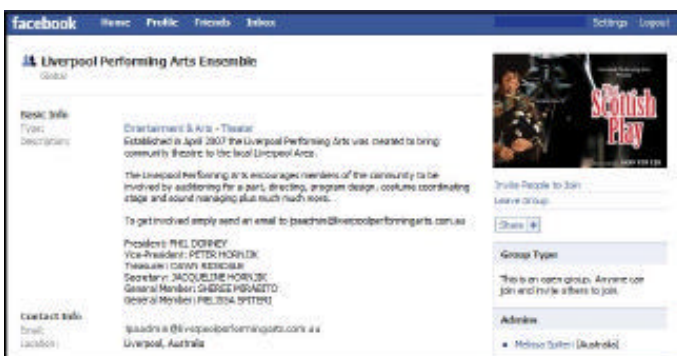 facebook Home Profile Friends Inbox Settings Logout
Liverpool Performing Arts Ensemble
Global
Basic Info
Type: Entertainment & Arts - Theater
Description: Established in April 2007 the Liverpool Performing Arts was created to bring
community theatre to the local Liverpool Area.
The Liverpool Performing Arts encourages members of the community to be
involved by auditioning for a part, directing, program design, costume coordinating
stage and sound managing plus much much more.
To get involved simply send an email to lpaadmin@liverpoolperformingarts.com.au
President: PHIL
Vice-President: PETER HORNJIK
Treasurer: DAWN
Secretary: JACQUELINE HORNJIK
General Member: SHEREE MIRABITO
General Member: MELISSA SPITERI
Contact Info
Email: lpaadmin@liverpoolperformingarts.com.au
Location: Liverpool, Australia
The
Scottish
Play
Invite People to Join
Leave Group
Share +
Group Type
This is an open group. Anyone can
join and invite others to join.
Admins
Melissa Spiteri (Australia)